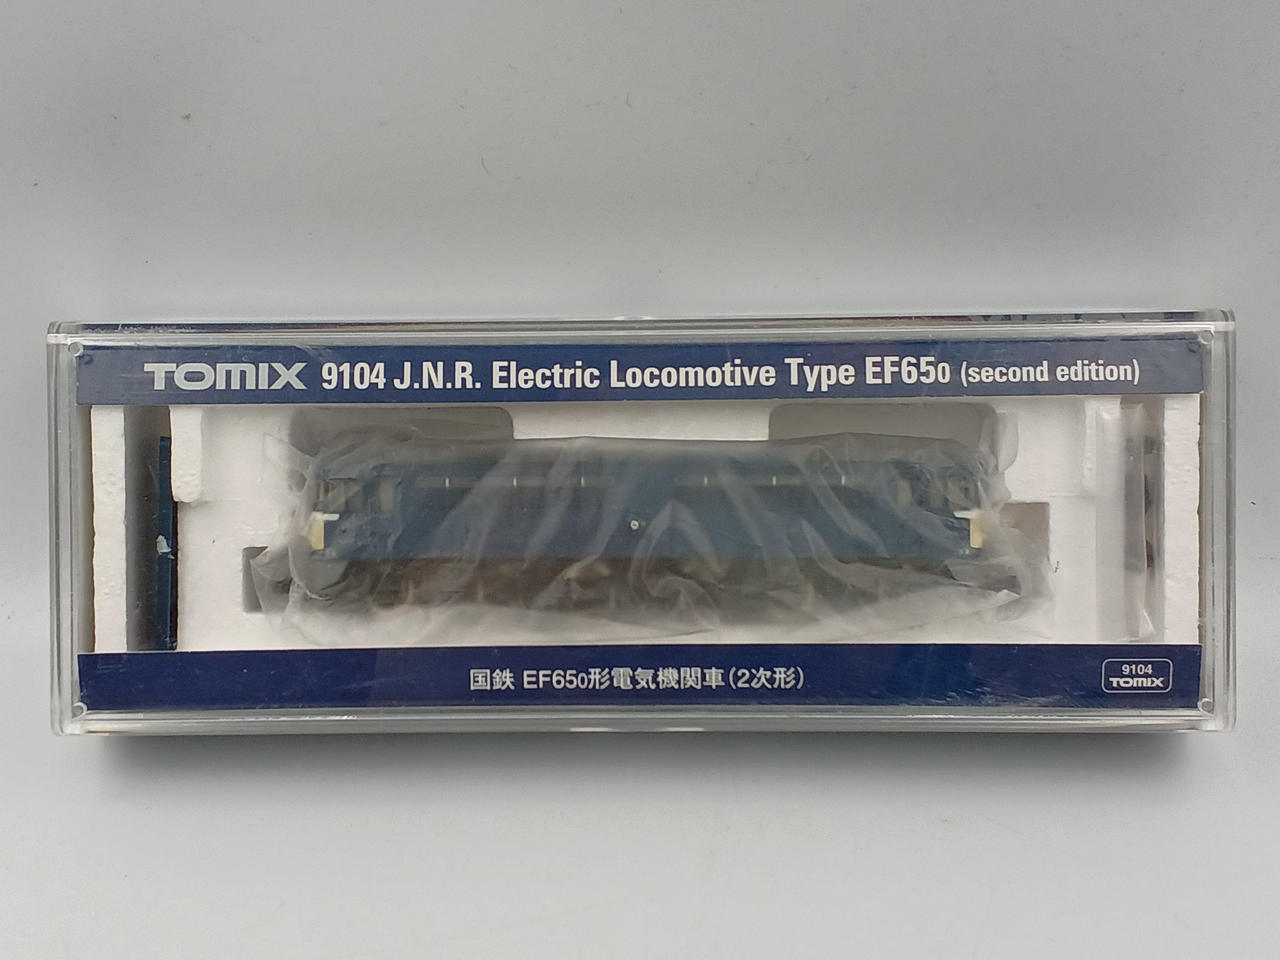 TOMIX 9104 J.N.R. Electric Locomotive Type EF650 (second edition)
国鉄 EF650形電気機関車(2次形)
9104
TOMIX